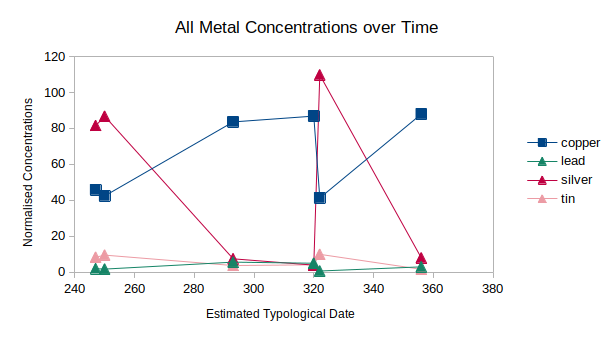 All Metal Concentrations over Time
120
100
80
60
40
20
0
Normalised Concentrations
240 260 280 300 320 340 360 380
Estimated Typological Date
copper
lead
silver
tin